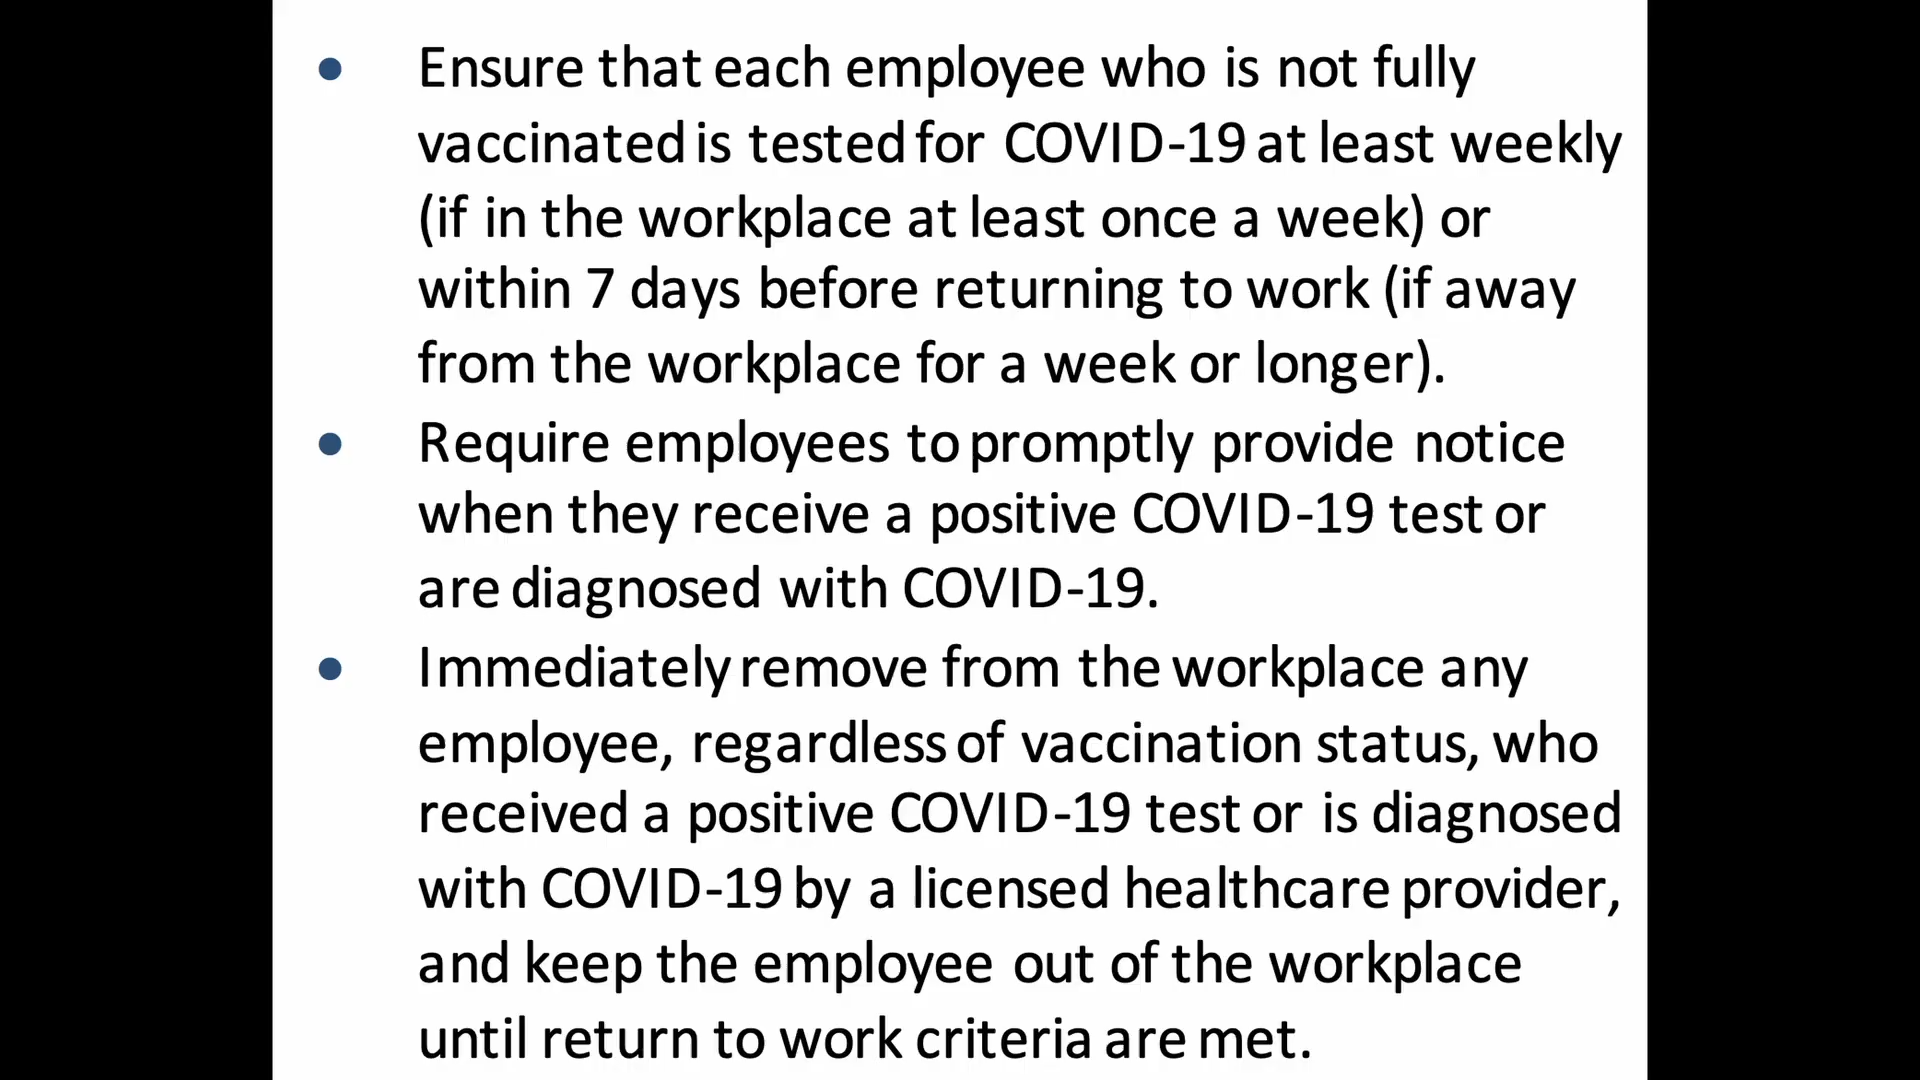 • Ensure that each employee who is not fully
vaccinated is tested for COVID-19 at least weekly
(if in the workplace at least once a week) or
within 7 days before returning to work (if away
from the workplace for a week or longer).
• Require employees to promptly provide notice
when they receive a positive COVID-19 test or
are diagnosed with COVID-19.
• Immediately remove from the workplace any
employee, regardless of vaccination status, who
received a positive COVID-19 test or is diagnosed
with COVID-19 by a licensed healthcare provider,
and keep the employee out of the workplace
until return to work criteria are met.